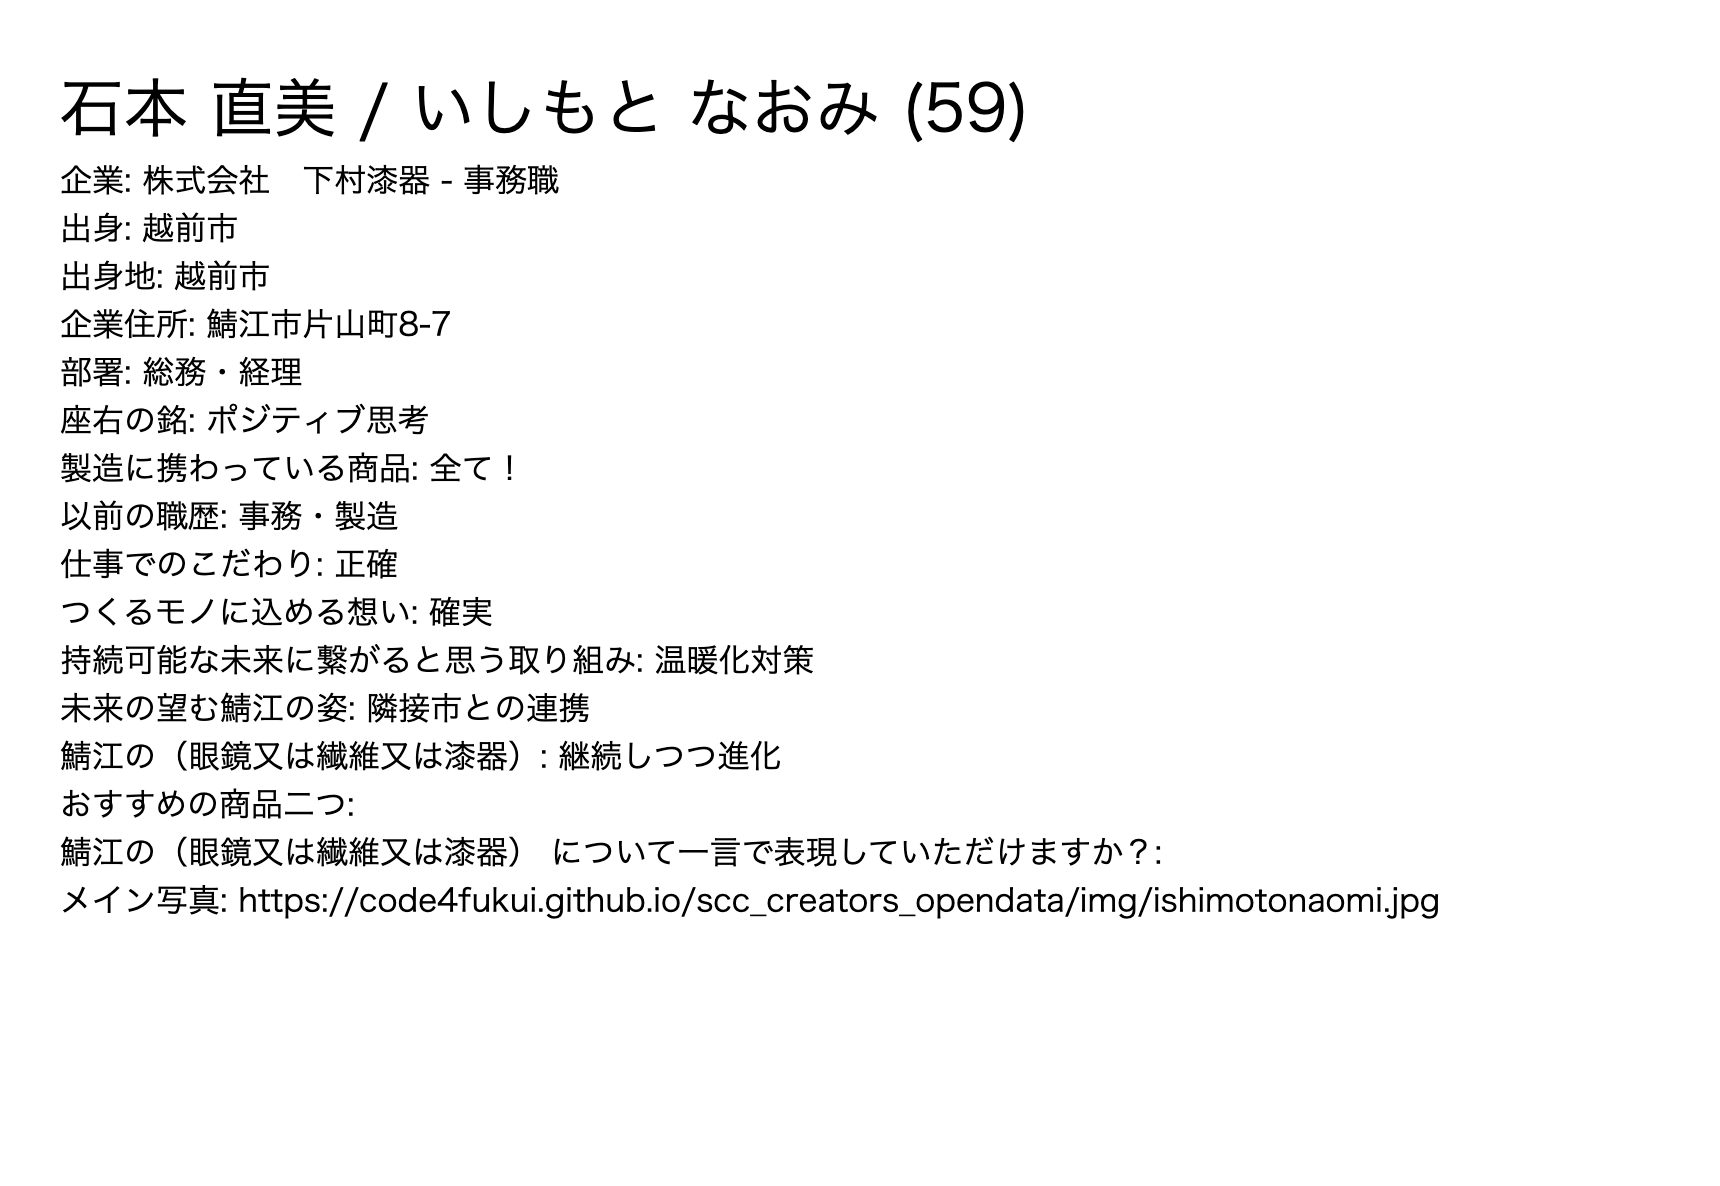 石本 直美 / いしもと なおみ (59)
企業: 株式会社　下村漆器 - 事務職
出身: 越前市
出身地: 越前市
企業住所: 鯖江市片山町8-7
部署: 総務・経理
座右の銘: ポジティブ思考
製造に携わっている商品: 全て！
以前の職歴: 事務・製造
仕事でのこだわり: 正確
つくるモノに込める想い: 確実
持続可能な未来に繋がると思う取り組み: 温暖化対策
未来の望む鯖江の姿: 隣接市との連携
鯖江の（眼鏡又は繊維又は漆器）: 継続しつつ進化
おすすめの商品二つ:
鯖江の（眼鏡又は繊維又は漆器） について一言で表現していただけますか？:
メイン写真: https://code4fukui.github.io/scc_creators_opendata/img/ishimotonaomi.jpg